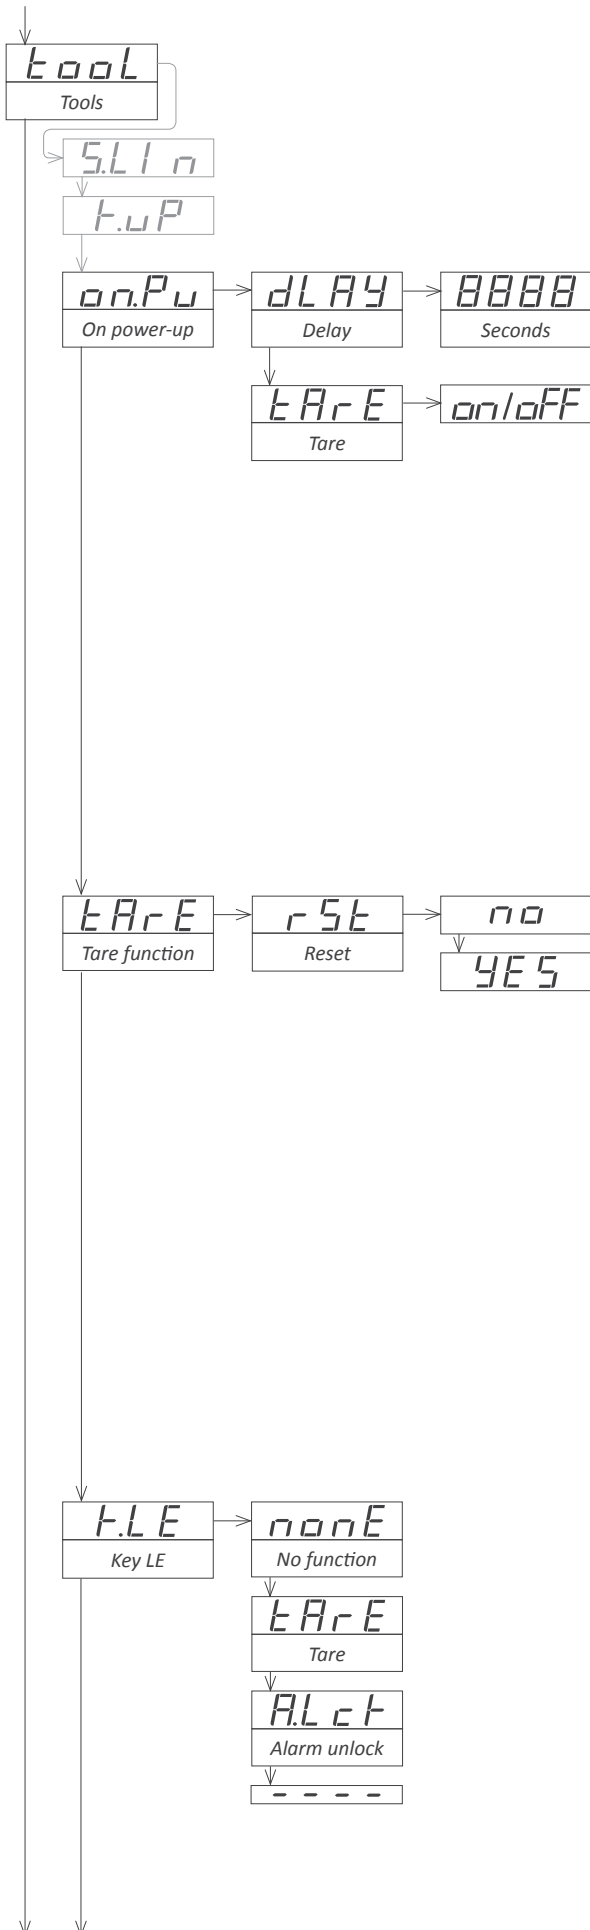 tooL
Tools
S.LIn
k.uP
on.Pu dLAY 8888
On power-up Delay Seconds
tArE on/oFF
Tare
tArE rSt no
Tare function Reset
YES
k.LE nonE
Key LE No function
tArE
Tare
A.Lck
Alarm unlock
----